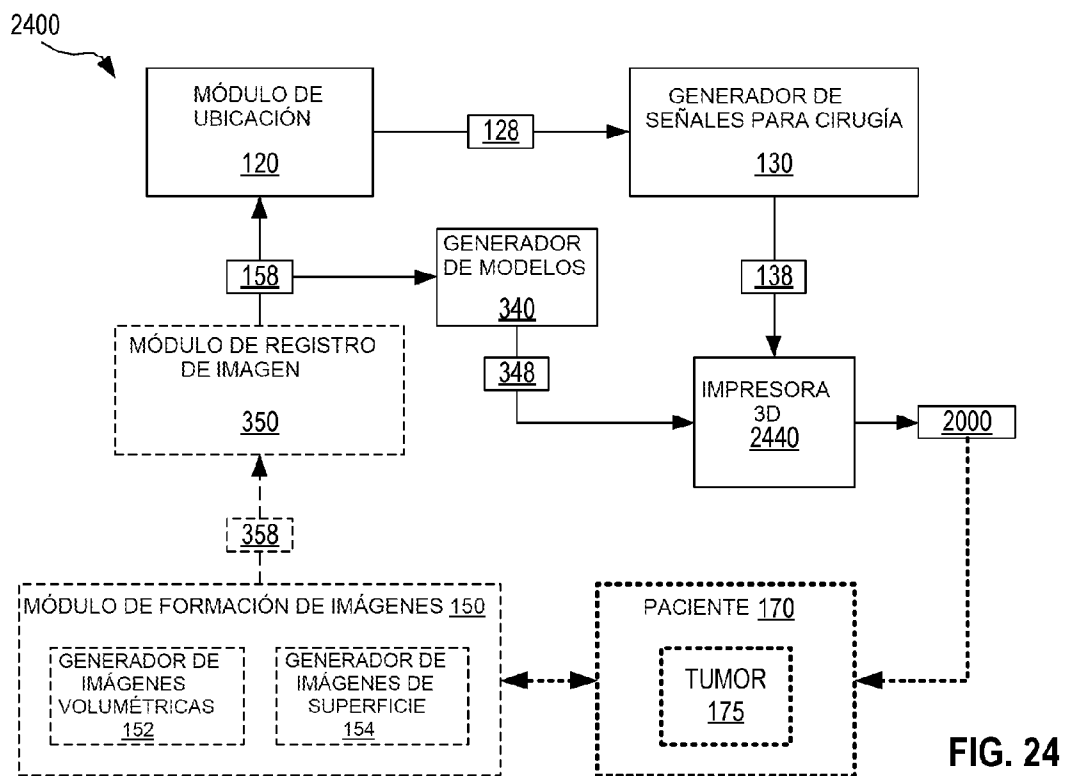 2400
MÓDULO DE
UBICACIÓN
120
128
GENERADOR DE
SEÑALES PARA CIRUGÍA
130
158
GENERADOR
DE MODELOS
340
138
MÓDULO DE REGISTRO
DE IMAGEN
350
348
IMPRESORA
3D
2440
2000
358
MÓDULO DE FORMACIÓN DE IMÁGENES 150
GENERADOR DE
IMÁGENES
VOLUMÉTRICAS
152
GENERADOR DE
IMÁGENES DE
SUPERFICIE
154
PACIENTE 170
TUMOR
175
FIG. 24